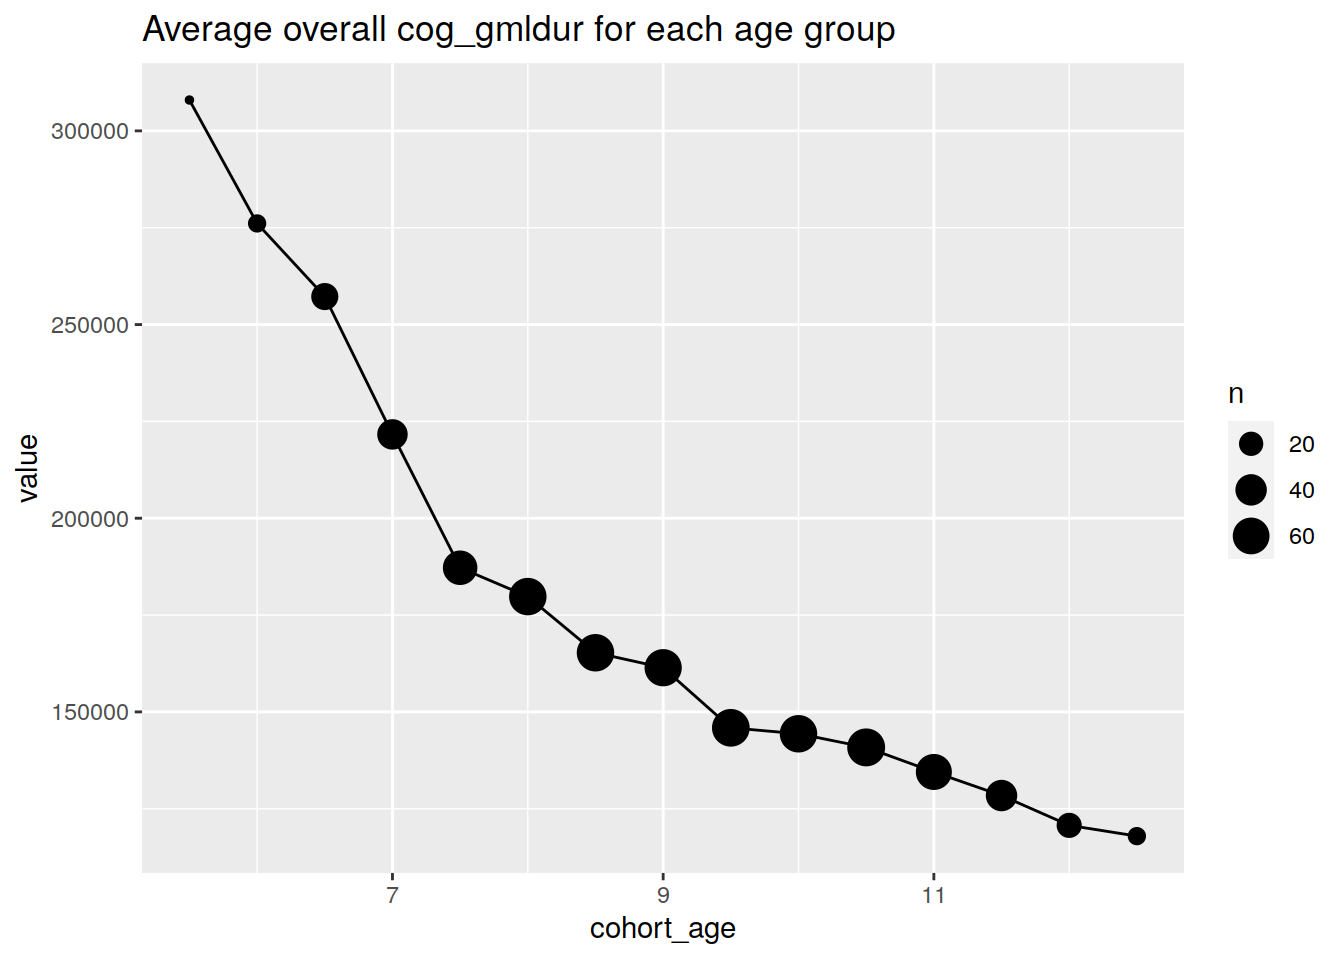 Average overall cog_gmldur for each age group
300000
250000
200000
150000
value
7
9
11
cohort_age
n
20
40
60